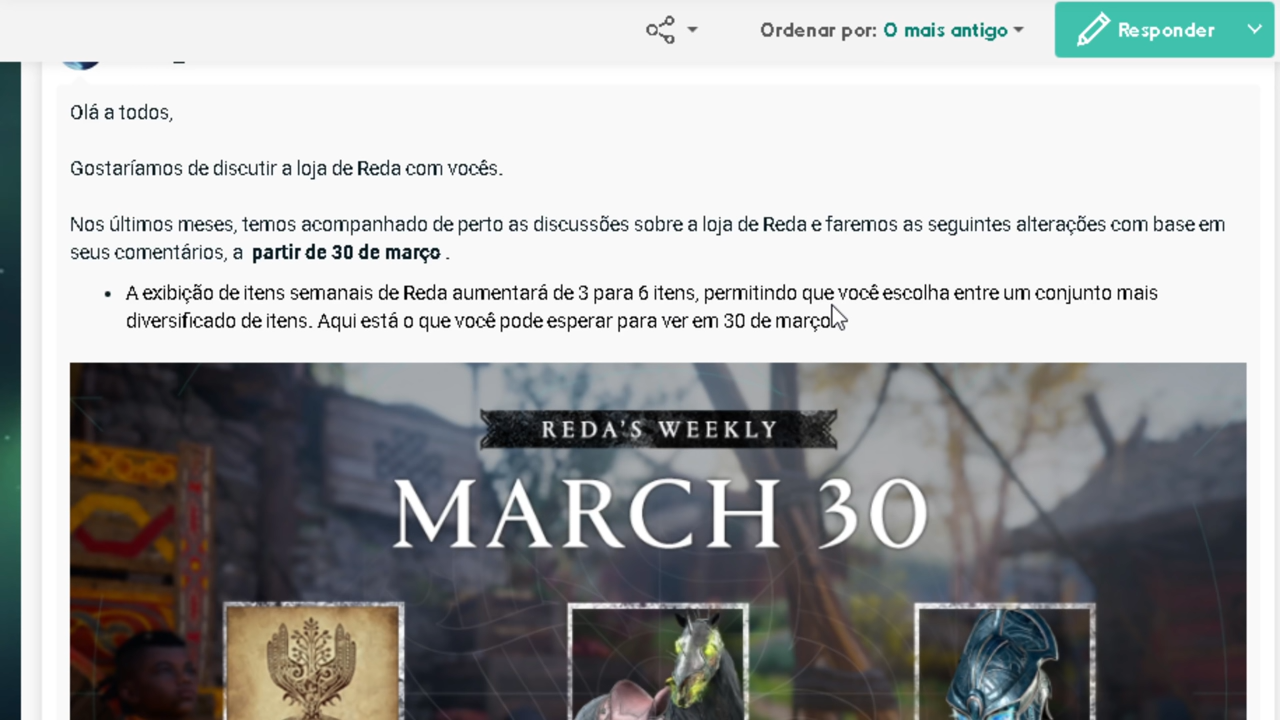 Ordenar por: O mais antigo
Responder
Olá a todos,
Gostaríamos de discutir a loja de Reda com vocês.
Nos últimos meses, temos acompanhado de perto as discussões sobre a loja de Reda e faremos as seguintes alterações com base em
seus comentários, a partir de 30 de março .
• A exibição de itens semanais de Reda aumentará de 3 para 6 itens, permitindo que você escolha entre um conjunto mais
diversificado de itens. Aqui está o que você pode esperar para ver em 30 de março.
REDA'S WEEKLY
MARCH 30